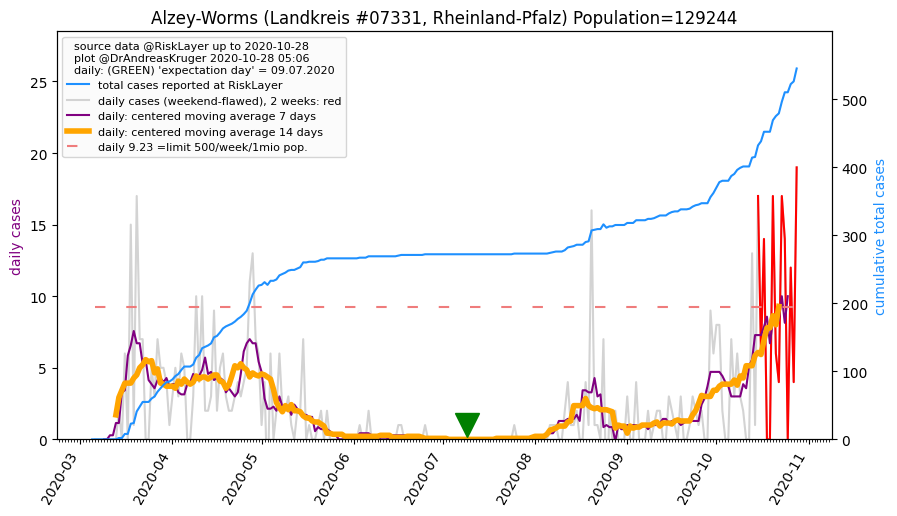 Alzey-Worms (Landkreis #07331, Rheinland-Pfalz) Population=129244
source data @RiskLayer up to 2020-10-28
plot @DrAndreasKruger 2020-10-28 05:06
daily: (GREEN) 'expectation day' = 09.07.2020
total cases reported at RiskLayer
daily cases (weekend-flawed), 2 weeks: red
daily: centered moving average 7 days
daily: centered moving average 14 days
daily 9.23 =limit 500/week/1mio pop.
daily cases
25
20
15
10
5
0
cumulative total cases
500
400
300
200
100
0
2020-03
2020-04
2020-05
2020-06
2020-07
2020-08
2020-09
2020-10
2020-11